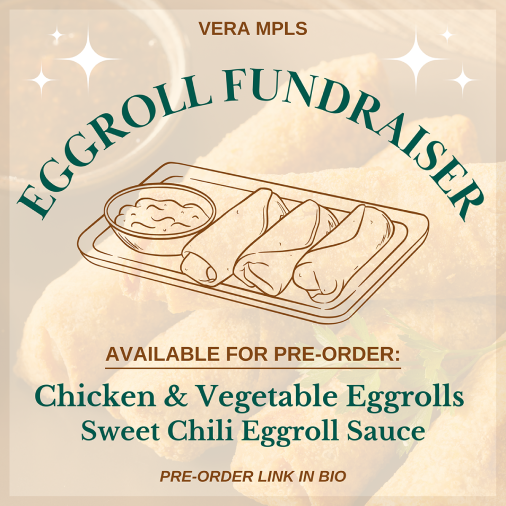 VERA MPLS
EGGROLL FUNDRAISER
AVAILABLE FOR PRE-ORDER:
Chicken & Vegetable Eggrolls
Sweet Chili Eggroll Sauce
PRE-ORDER LINK IN BIO